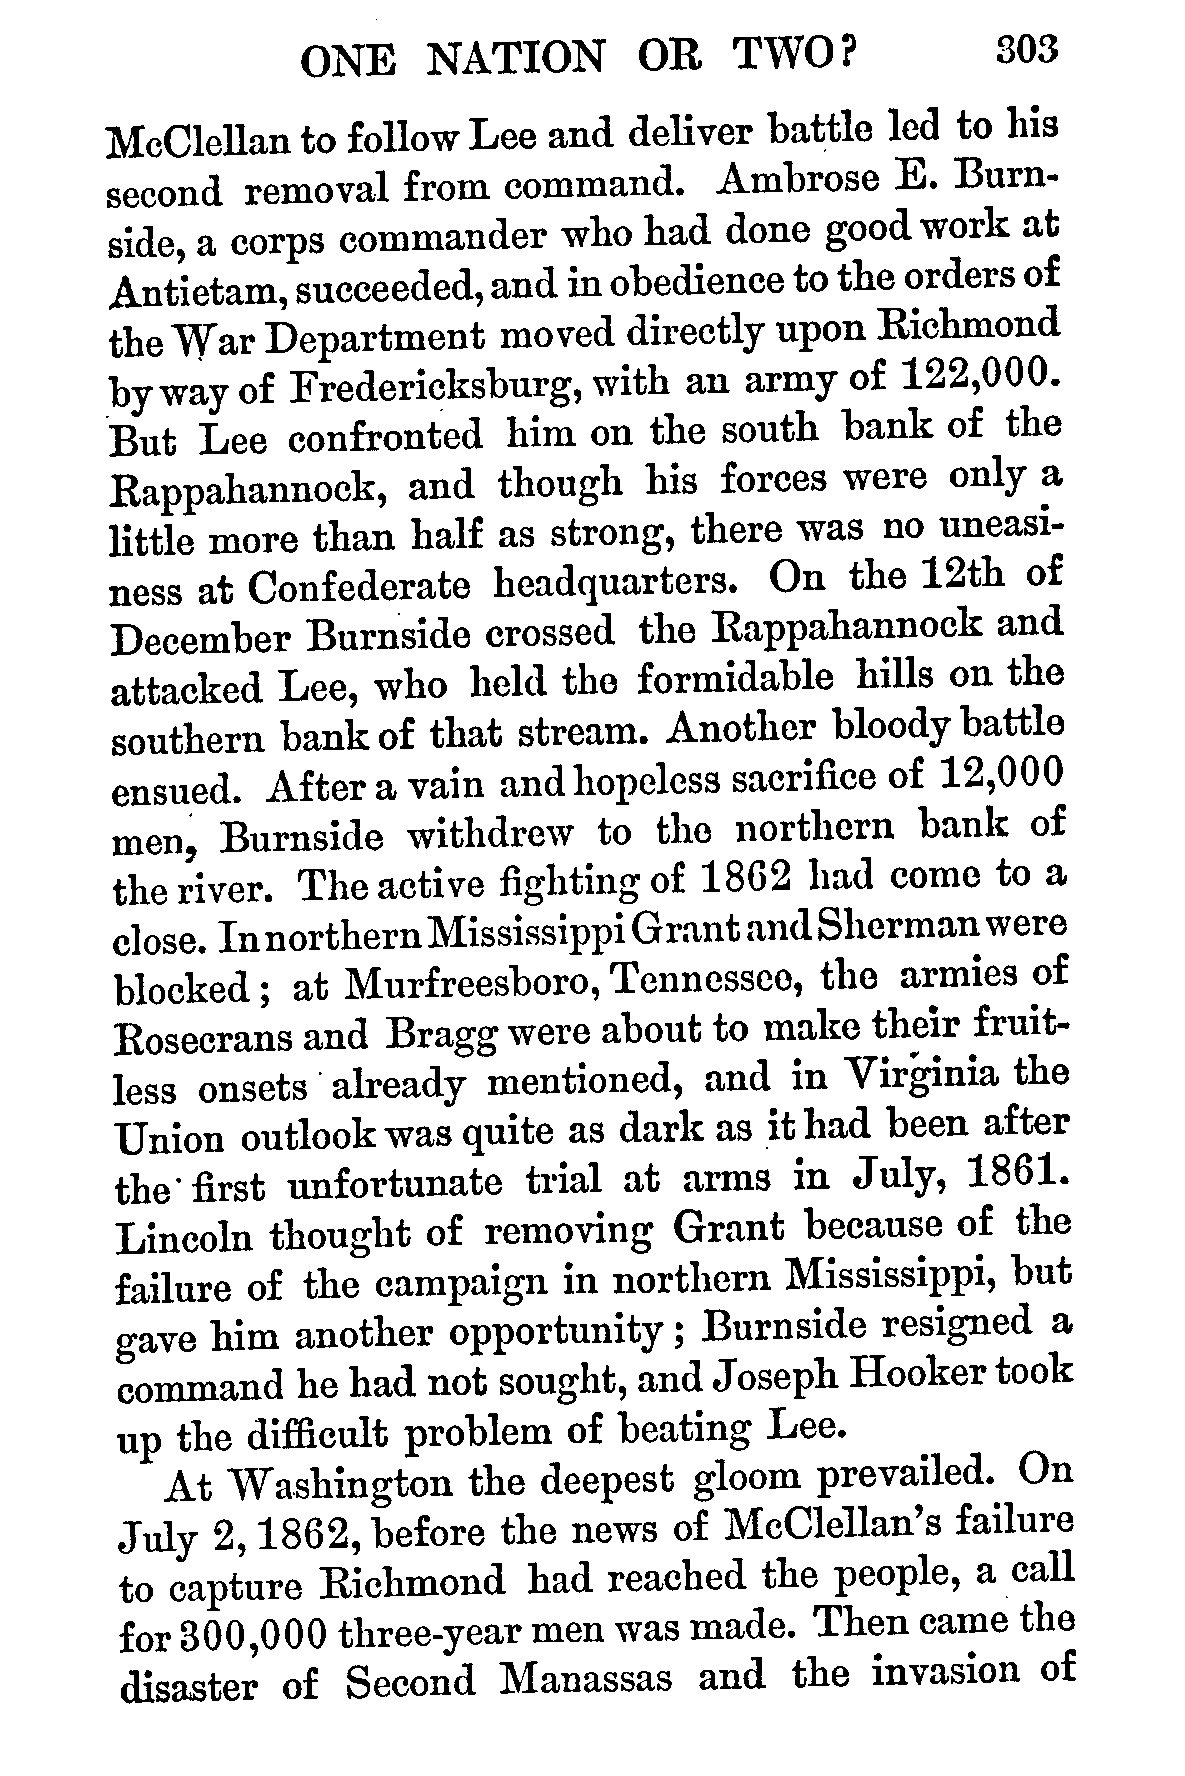 ONE NATION OR TWO? 303
McClellan to follow Lee and deliver battle led to his
second removal from command. Ambrose E. Burn-
side, a corps commander who had done good work at
Antietam, succeeded, and in obedience to the orders of
the War Department moved directly upon Richmond
by way of Fredericksburg, with an army of 122,000.
But Lee confronted him on the south bank of the
Rappahannock, and though his forces were only a
little more than half as strong, there was no uneasi-
ness at Confederate headquarters. On the 12th of
December Burnside crossed the Rappahannock and
attacked Lee, who held the formidable hills on the
southern bank of that stream. Another bloody battle
ensued. After a vain and hopeless sacrifice of 12,000
men, Burnside withdrew to the northern bank of
the river. The active fighting of 1862 had come to a
close. In northern Mississippi Grant and Sherman were
blocked; at Murfreesboro, Tennessee, the armies of
Rosecrans and Bragg were about to make their fruit-
less onsets already mentioned, and in Virginia the
Union outlook was quite as dark as it had been after
the first unfortunate trial at arms in July, 1861.
Lincoln thought of removing Grant because of the
failure of the campaign in northern Mississippi, but
gave him another opportunity; Burnside resigned a
command he had not sought, and Joseph Hooker took
up the difficult problem of beating Lee.
At Washington the deepest gloom prevailed. On
July 2, 1862, before the news of McClellan's failure
to capture Richmond had reached the people, a call
for 300,000 three-year men was made. Then came the
disaster of Second Manassas and the invasion of